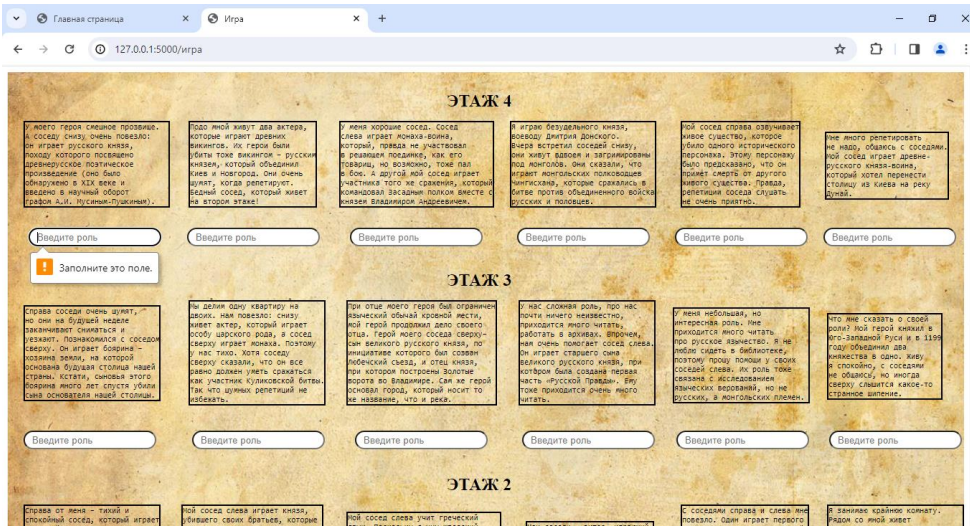 Главная страница
Игра
127.0.0.1:5000/игра
ЭТАЖ 4
У моего героя смешное прозвище.
А соседу снизу очень повезло:
он играет русского князя,
походу которого посвящено
древнерусское поэтическое
произведение (оно было
обнаружено в XIX веке и
введено в научный оборот
графом А.И. Мусиным-Пушкиным).
Подо мной живут два актера,
которые играют древних
викингов. Их герои были
убиты тоже викингом – русским
князем, который объединил
Киев и Новгород. Они очень
шумят, когда репетируют.
Бедный сосед, который живет
на втором этаже!
У меня хорошие сосед. Сосед
слева играет монаха-воина,
который, правда не участвовал
в решающем поединке, как его
товарищ, но возможно, тоже пал
в бою. А другой мой сосед играет
участника того же сражения, который
командовал засадным полком вместе с
князем Владимиром Андреевичем.
Я играю безудельного князя,
воеводу Дмитрия Донского.
Вчера встретил соседей снизу,
они живут вдвоем и загримированы
под монголов. Они сказали, что
играют монгольских полководцев
Чингисхана, которые сражались в
битве против объединенного войска
русских и половцев.
Мой сосед справа озвучивает
живое существо, которое
убило одного исторического
персонажа. Этому персонажу
было предсказано, что он
примет смерть от другого
живого существа. Правда,
репетиции соседа слушать
не очень приятно.
Мне много репетировать
не надо, общаюсь с соседями.
Мой сосед играет древне-
русского князя-воина,
который хотел перенести
столицу из Киева на реку
Дунай.
Введите роль
Введите роль
Введите роль
Введите роль
Введите роль
Введите роль
Заполните это поле.
ЭТАЖ 3
Справа соседи очень шумят,
но они на будущей неделе
заканчивают сниматься и
уезжают. Познакомился с соседом
сверху. Он играет боярина –
хозяина земли, на которой
основана будущая столица нашей
страны. Кстати, сыновья этого
боярина много лет спустя убили
сына основателя нашей столицы.
Мы делим одну квартиру на
двоих. Нам повезло: снизу
живет актер, который играет
особу царского рода, а сосед
сверху играет монаха. Поэтому
у нас тихо. Хотя соседу
сверху сказали, что он все
равно должен уметь сражаться
как участник Куликовской битвы.
Так что шумных репетиций не
избежать.
При отце моего героя был ограничен
языческий обычай кровной мести,
мой герой продолжил дело своего
отца. Герой моего соседа сверху-
сын великого русского князя, по
инициативе которого был созван
Любечский съезд, и отец князя,
при котором построены Золотые
ворота во Владимире. Сам же герой
основал город, который носит то
же название, что и река.
У нас сложная роль, про нас
почти ничего неизвестно,
приходится много читать,
работать в архивах. Впрочем,
нам очень помогает сосед слева.
Он играет старшего сына
великого русского князя, при
котором была создана первая
часть «Русской Правды». Ему
тоже приходится очень много
читать.
У меня небольшая, но
интересная роль. Мне
приходится много читать
про русское язычество. Я не
люблю сидеть в библиотеке,
поэтому прошу помощи у своих
соседей слева. Их роль тоже
связана с исследованием
языческих верований, но не
русских, а монгольских племен.
Что мне сказать о своей
роли? Мой герой княжил в
Юго-Западной Руси и в 1199
году объединил два
княжества в одно. Живу
я спокойно, с соседями
не общаюсь, но иногда
сверху слышится какое-то
странное шипение.
Введите роль
Введите роль
Введите роль
Введите роль
Введите роль
Введите роль
ЭТАЖ 2
Справа от меня – тихий и
спокойный сосед, который играет
Мой сосед слева играет князя,
убившего своих братьев, которые
Мой сосед слева учит греческий
С соседями справа и слева мне
повезло. Один играет первого
Я занимаю крайнюю комнату.
Рядом со мной живет